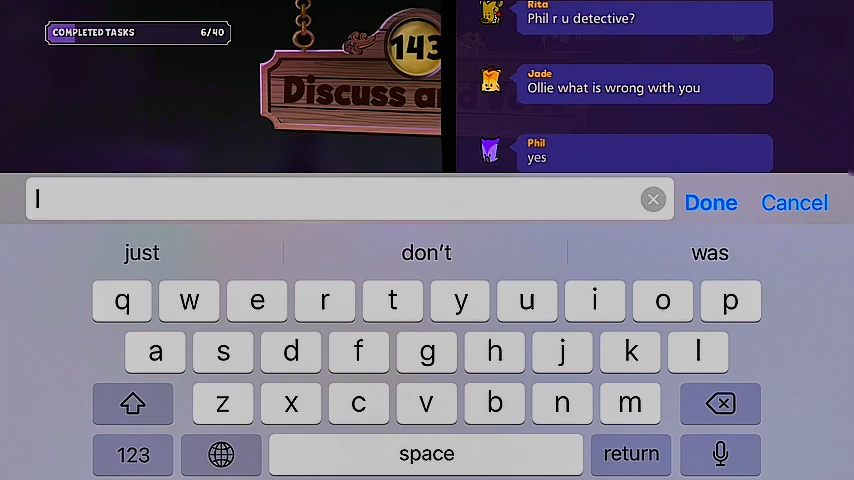 COMPLETED TASKS 6/40
143
Discuss a
Rita
Phil r u detective?
Jade
Ollie what is wrong with you
Phil
yes
I
Done Cancel
just don't was
q w e r t y u i o p
a s d f g h j k l
z x c v b n m
123 space return